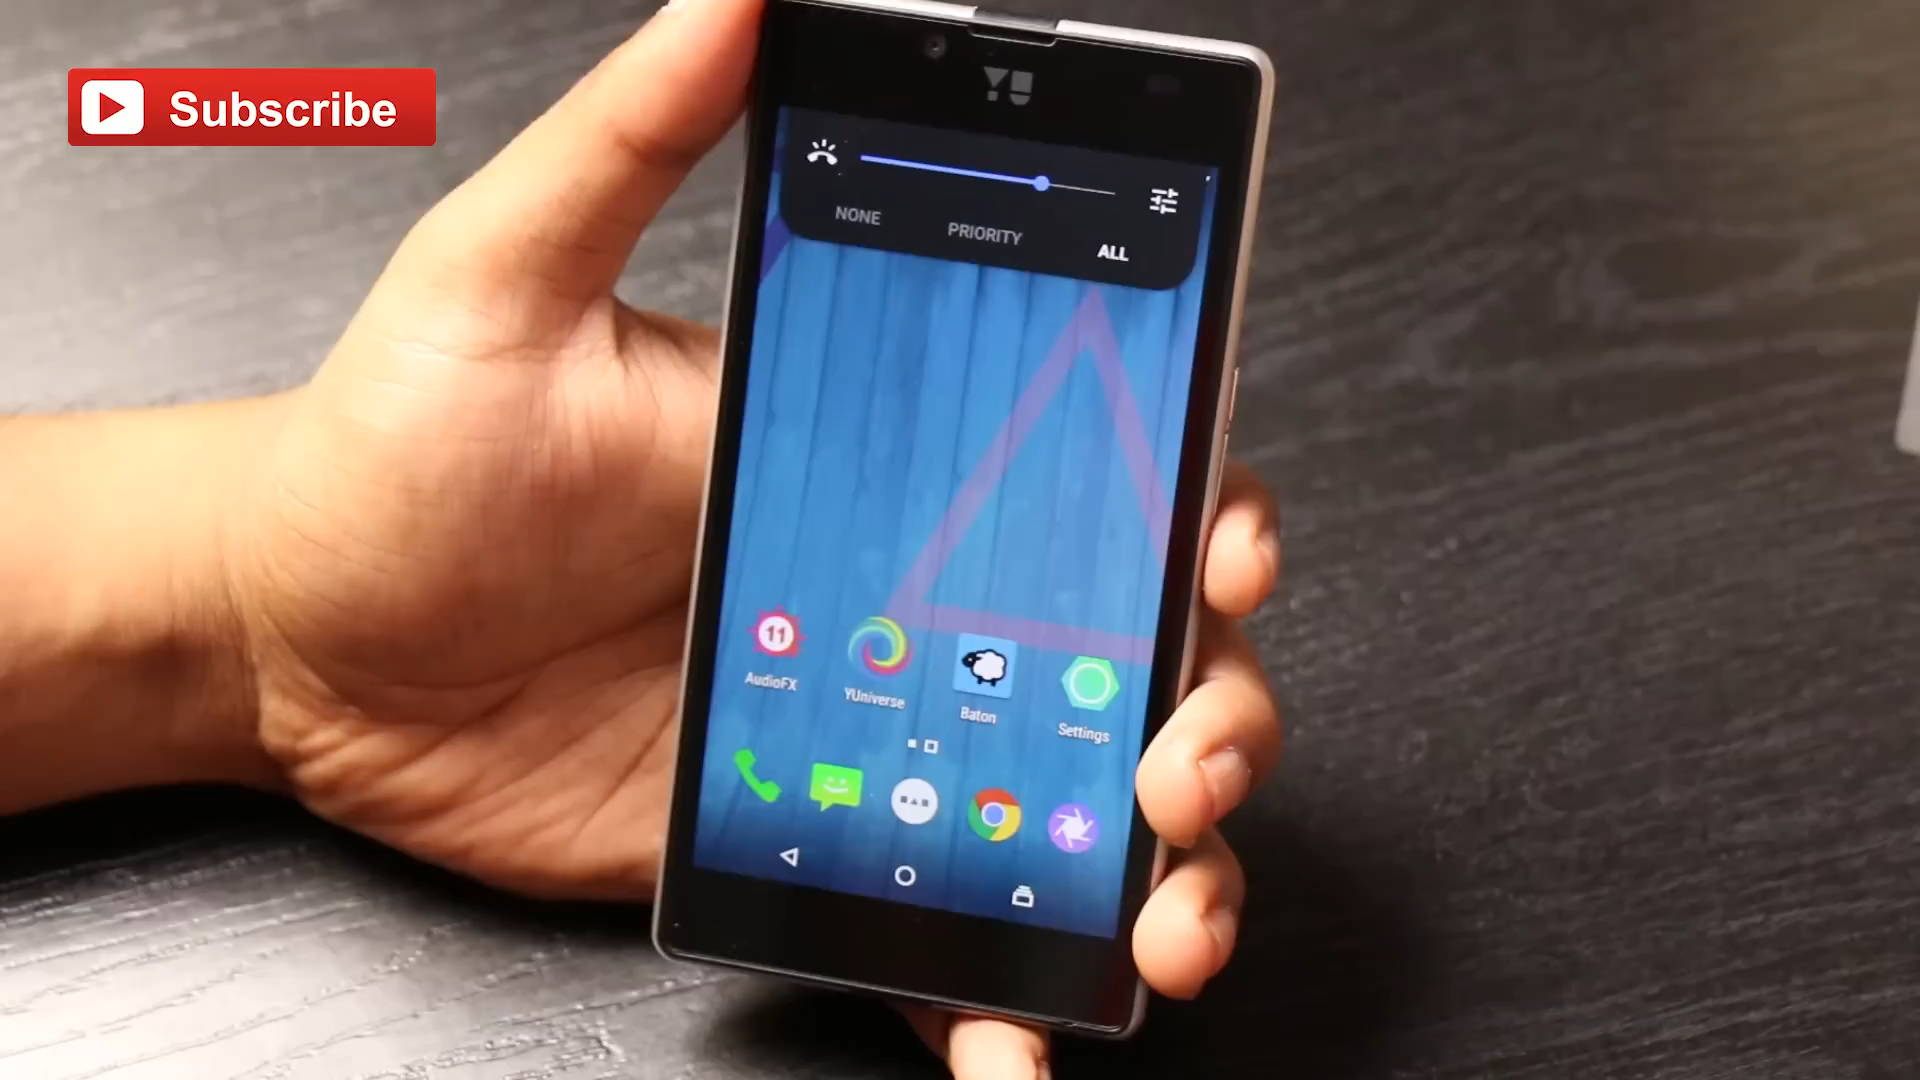 Subscribe
YU
NONE
PRIORITY
ALL
11
AudioFX
YUniverse
Baton
Settings